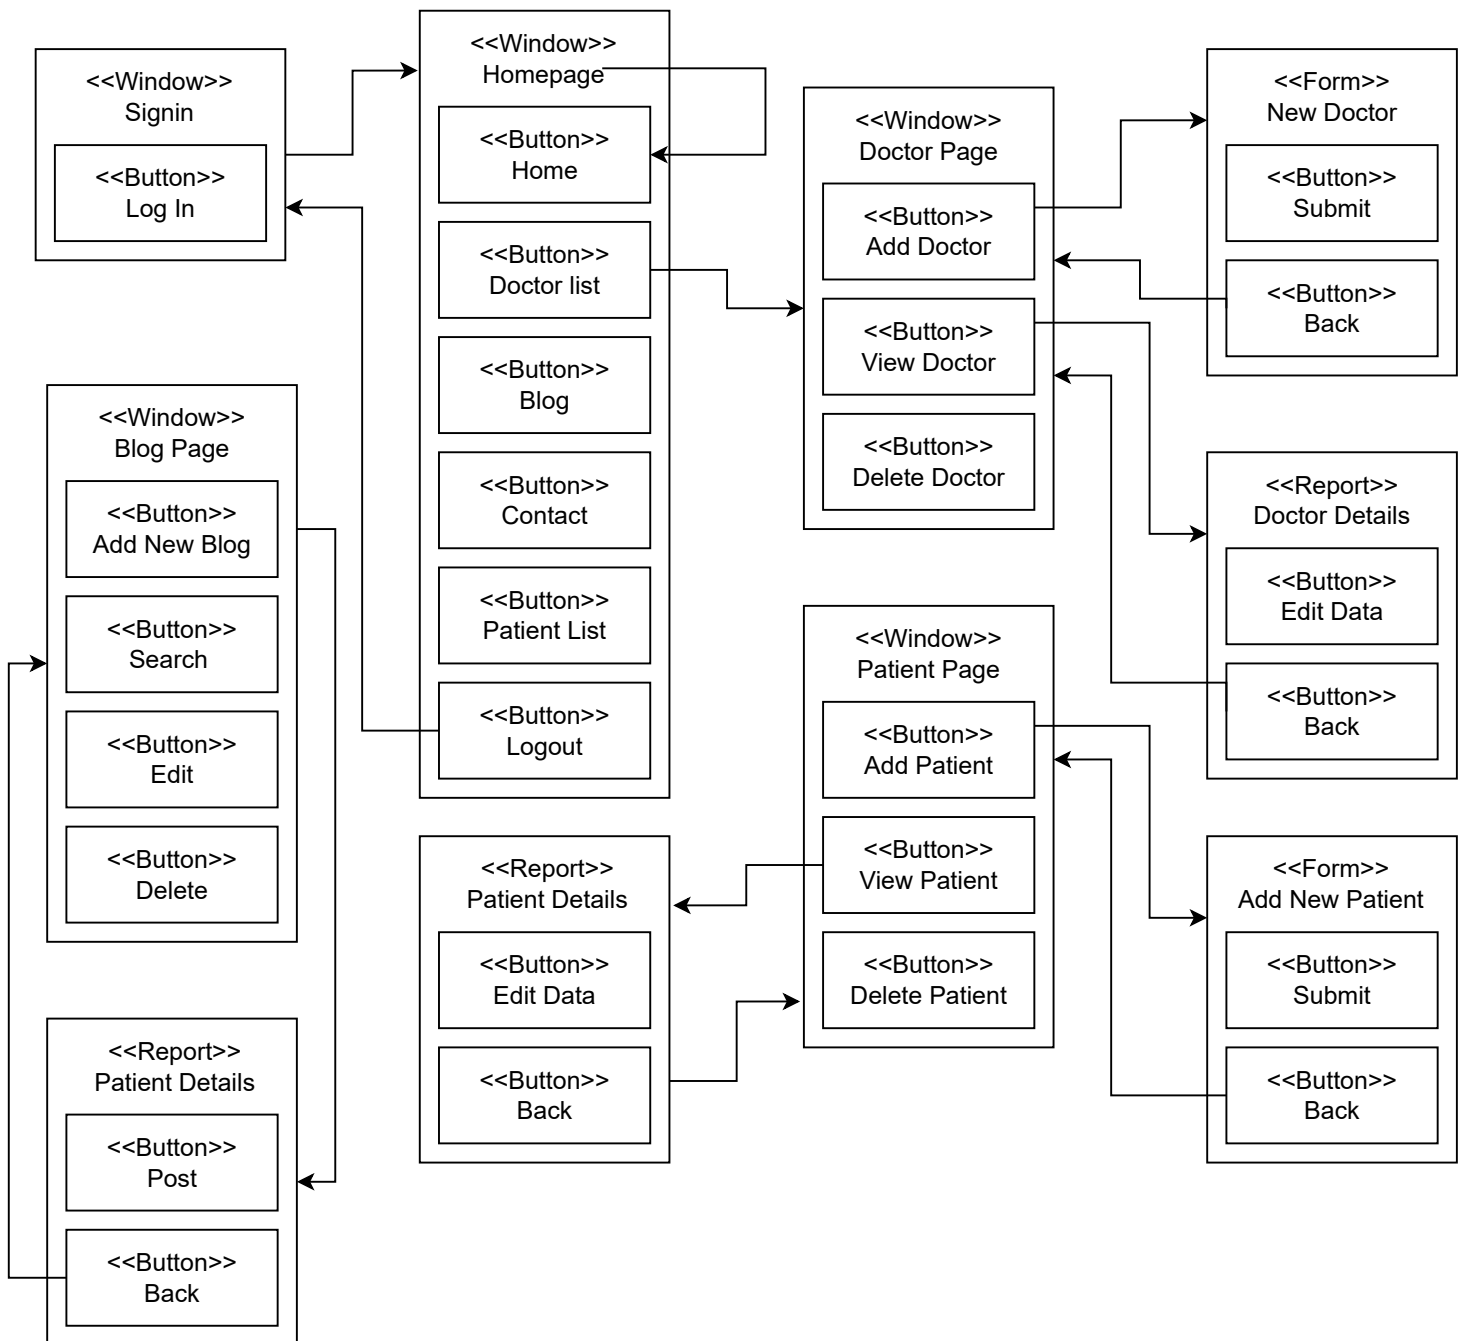 <<Window>>
Signin
<<Button>>
Log In
<<Window>>
Homepage
<<Button>>
Home
<<Button>>
Doctor list
<<Button>>
Blog
<<Button>>
Contact
<<Button>>
Patient List
<<Button>>
Logout
<<Window>>
Doctor Page
<<Button>>
Add Doctor
<<Button>>
View Doctor
<<Button>>
Delete Doctor
<<Form>>
New Doctor
<<Button>>
Submit
<<Button>>
Back
<<Window>>
Blog Page
<<Button>>
Add New Blog
<<Button>>
Search
<<Button>>
Edit
<<Button>>
Delete
<<Report>>
Doctor Details
<<Button>>
Edit Data
<<Button>>
Back
<<Window>>
Patient Page
<<Button>>
Add Patient
<<Button>>
View Patient
<<Button>>
Delete Patient
<<Report>>
Patient Details
<<Button>>
Edit Data
<<Button>>
Back
<<Form>>
Add New Patient
<<Button>>
Submit
<<Button>>
Back
<<Report>>
Patient Details
<<Button>>
Post
<<Button>>
Back